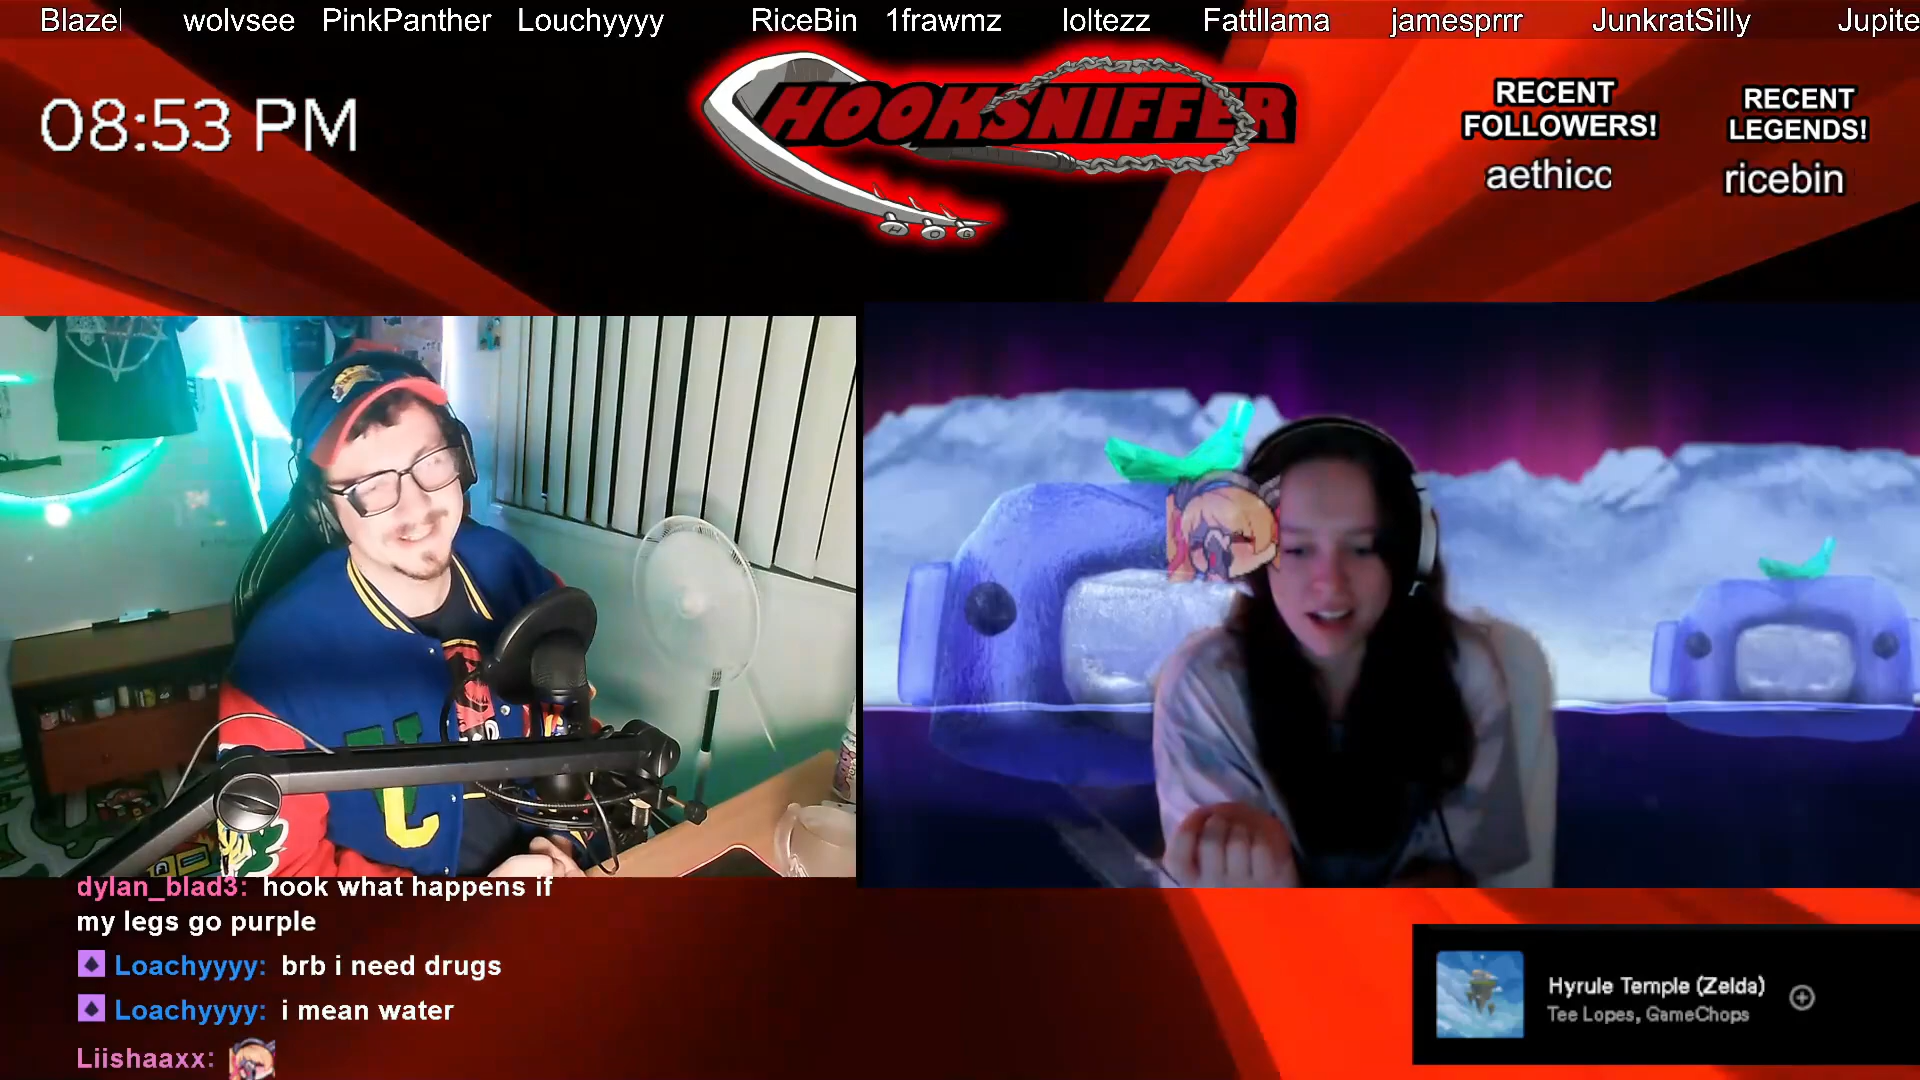 Blazel wolvsee PinkPanther Louchyyyy RiceBin 1frawmz loltezz Fattllama jamesprrr JunkratSilly Jupite
08:53 PM
HOOKSNIFFER
HOG
RECENT
FOLLOWERS!
aethicc
RECENT
LEGENDS!
ricebin
dylan_blad3: hook what happens if
my legs go purple
Loachyyyy: brb i need drugs
Loachyyyy: i mean water
Liishaaxx:
Hyrule Temple (Zelda)
Tee Lopes, GameChops